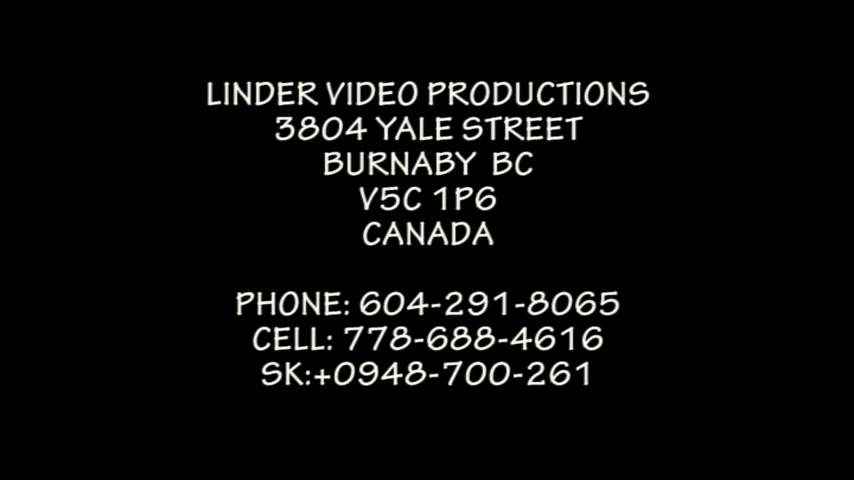 LINDER VIDEO PRODUCTIONS
3804 YALE STREET
BURNABY  BC
V5C 1P6
CANADA
PHONE: 604-291-8065
CELL: 778-688-4616
SK:+0948-700-261